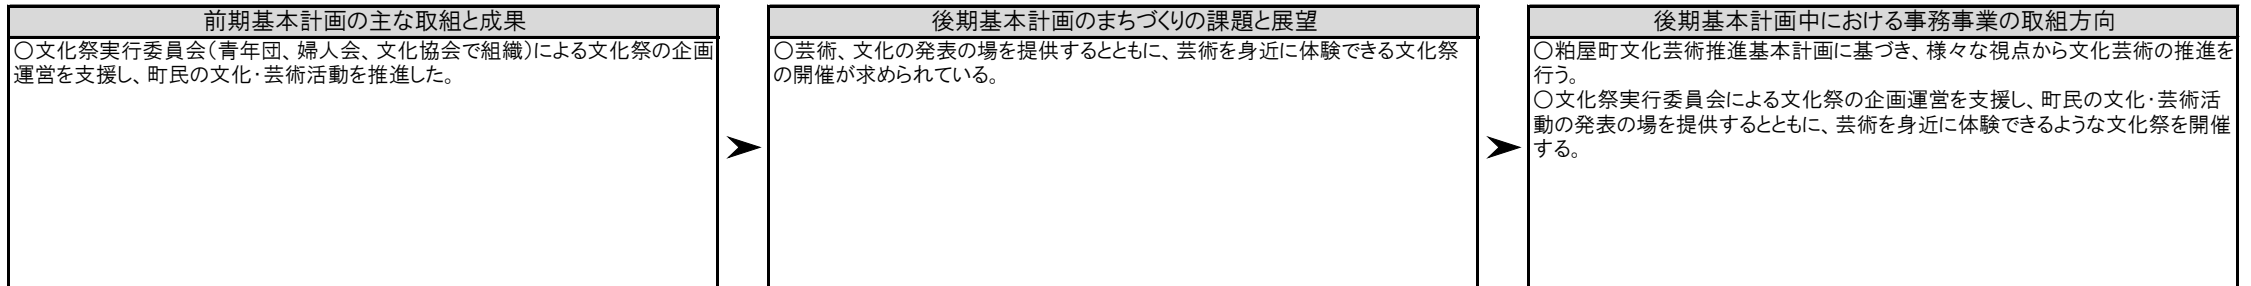 前期基本計画の主な取組と成果
○文化祭実行委員会(青年団、婦人会、文化協会で組織)による文化祭の企画
運営を支援し、町民の文化・芸術活動を推進した。
後期基本計画のまちづくりの課題と展望
○芸術、文化の発表の場を提供するとともに、芸術を身近に体験できる文化祭
の開催が求められている。
後期基本計画中における事務事業の取組方向
○粕屋町文化芸術推進基本計画に基づき、様々な視点から文化芸術の推進を
行う。
○文化祭実行委員会による文化祭の企画運営を支援し、町民の文化・芸術活
動の発表の場を提供するとともに、芸術を身近に体験できるような文化祭を開催
する。